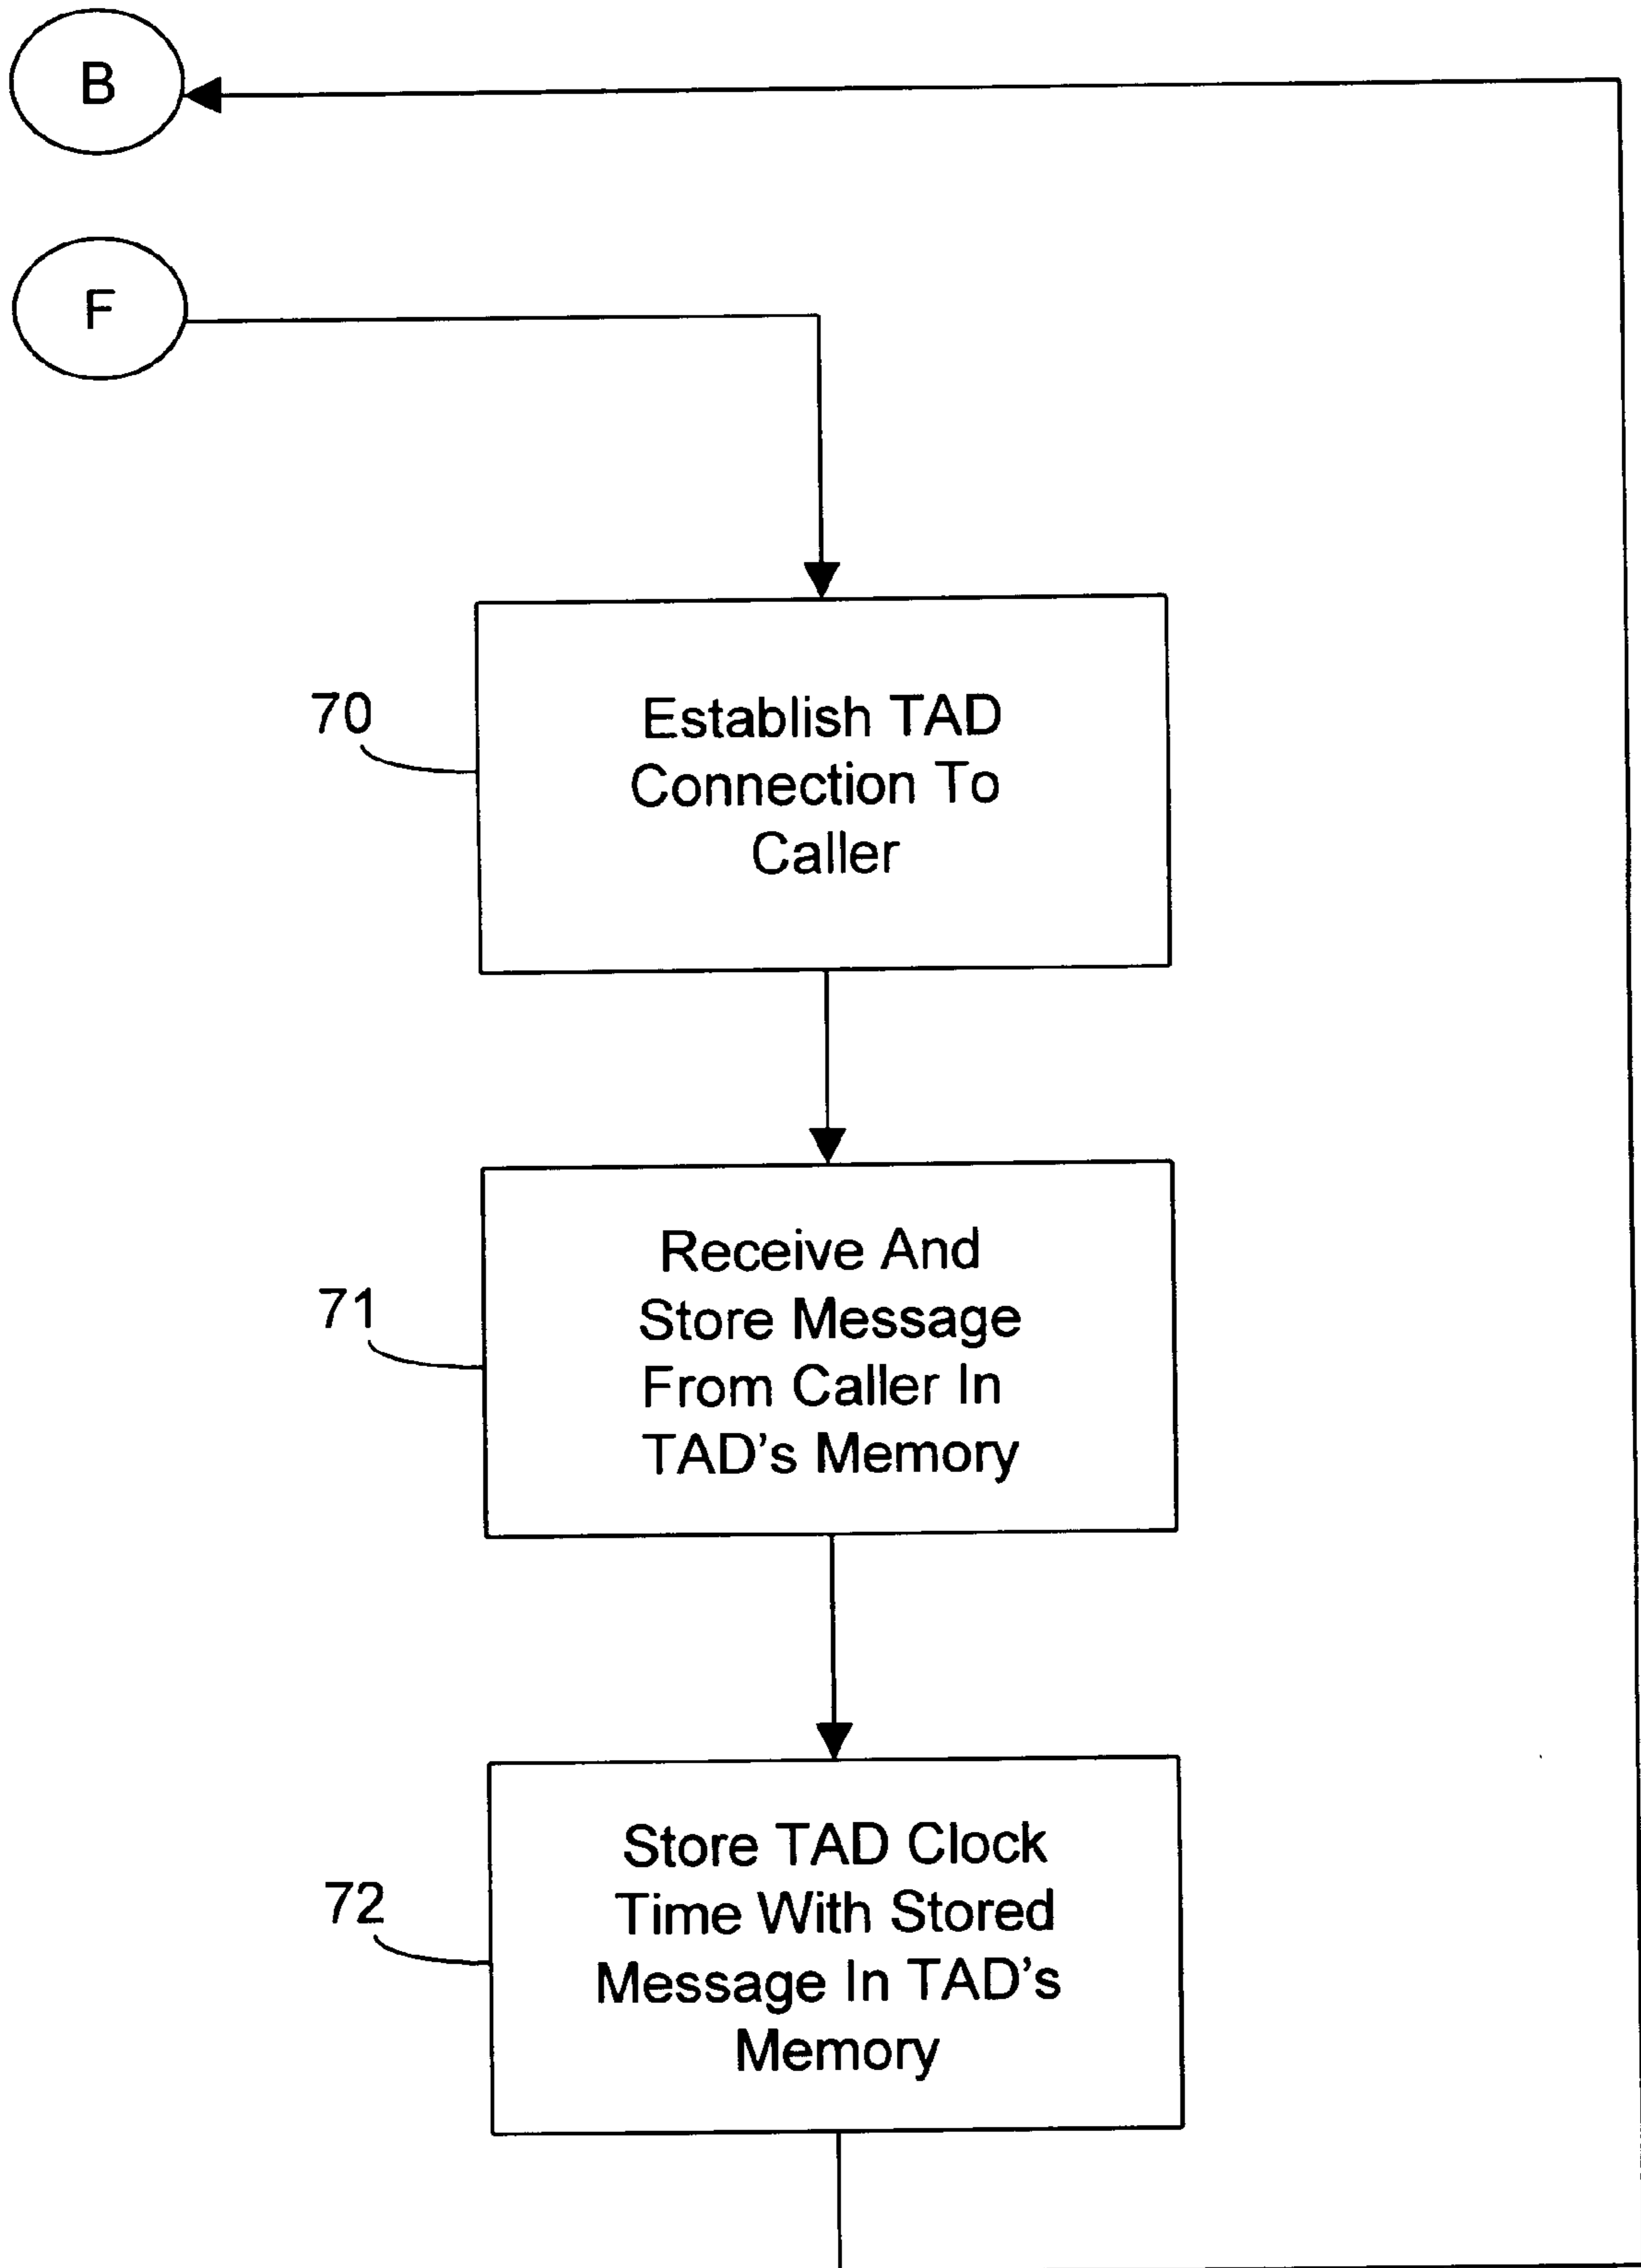 B
F
70
Establish TAD
Connection To
Caller
71
Receive And
Store Message
From Caller In
TAD's Memory
72
Store TAD Clock
Time With Stored
Message In TAD's
Memory